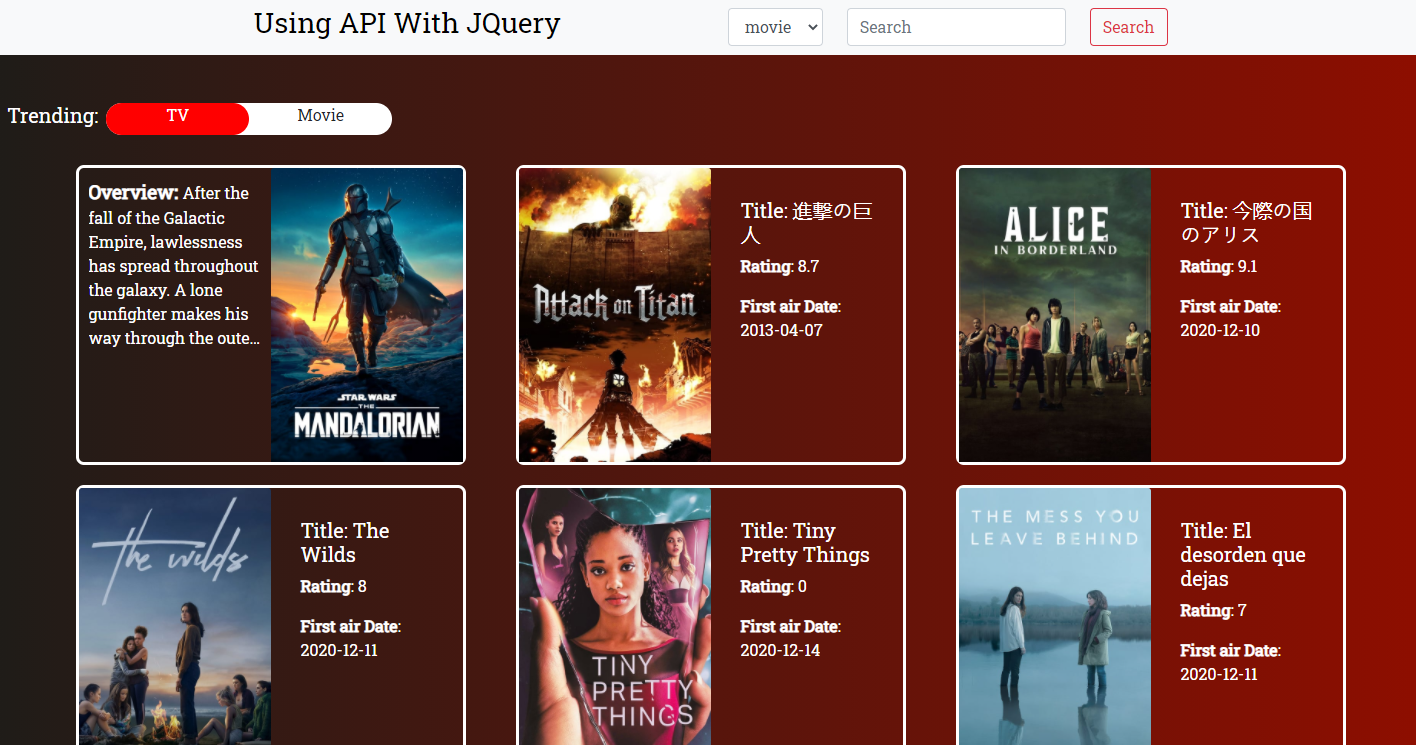 Using API With JQuery
movie
Search
Search
Trending:
TV
Movie
Overview: After the
fall of the Galactic
Empire, lawlessness
has spread throughout
the galaxy. A lone
gunfighter makes his
way through the oute...
STAR WARS
THE
MANDALORIAN
Attack on Titan
Title: 進撃の巨
人
Rating: 8.7
First air Date:
2013-04-07
ALICE
IN BORDERLAND
Title: 今際の国
のアリス
Rating: 9.1
First air Date:
2020-12-10
the wilds
Title: The
Wilds
Rating: 8
First air Date:
2020-12-11
TINY
PRETTY
THINGS
Title: Tiny
Pretty Things
Rating: 0
First air Date:
2020-12-14
THE MESS YOU
LEAVE BEHIND
Title: El
desorden que
dejas
Rating: 7
First air Date:
2020-12-11